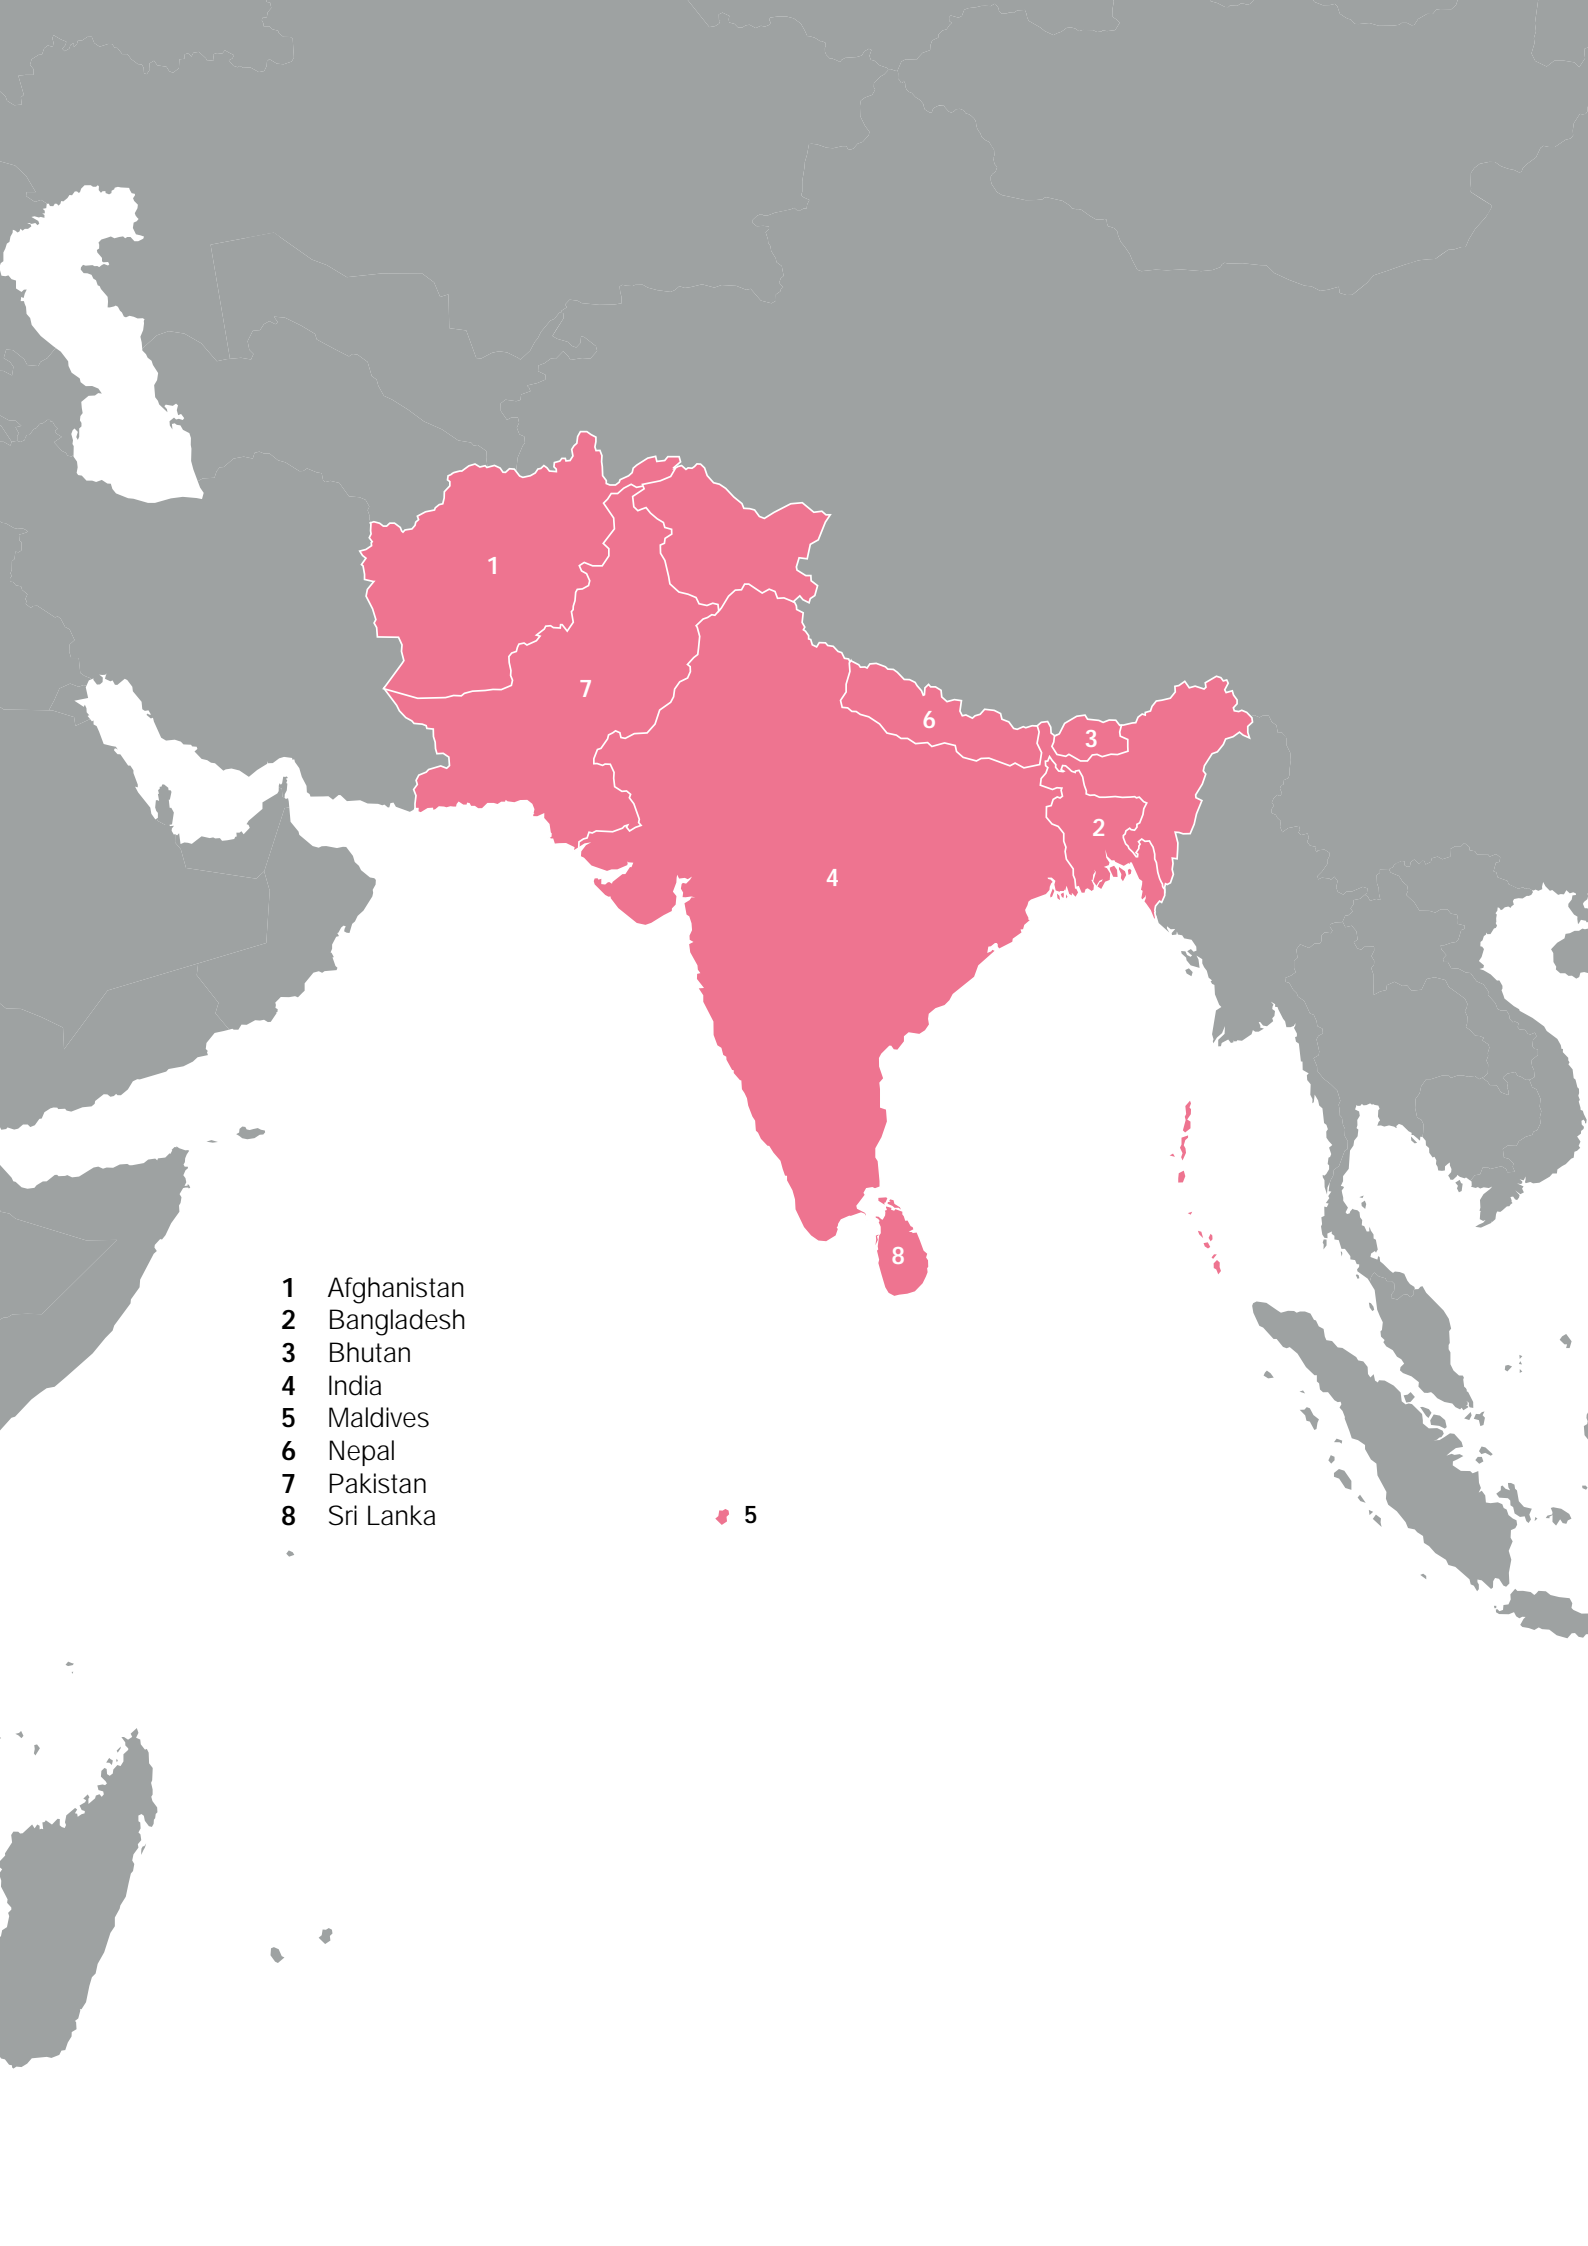 1
7
6
3
2
4
8
1 Afghanistan
2 Bangladesh
3 Bhutan
4 India
5 Maldives
6 Nepal
7 Pakistan
8 Sri Lanka
5